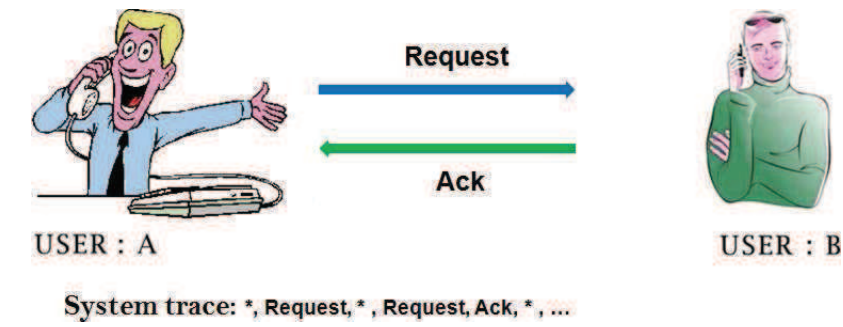 Request
Ack
USER : A
USER : B
System trace: *, Request, * , Request, Ack, * , ...